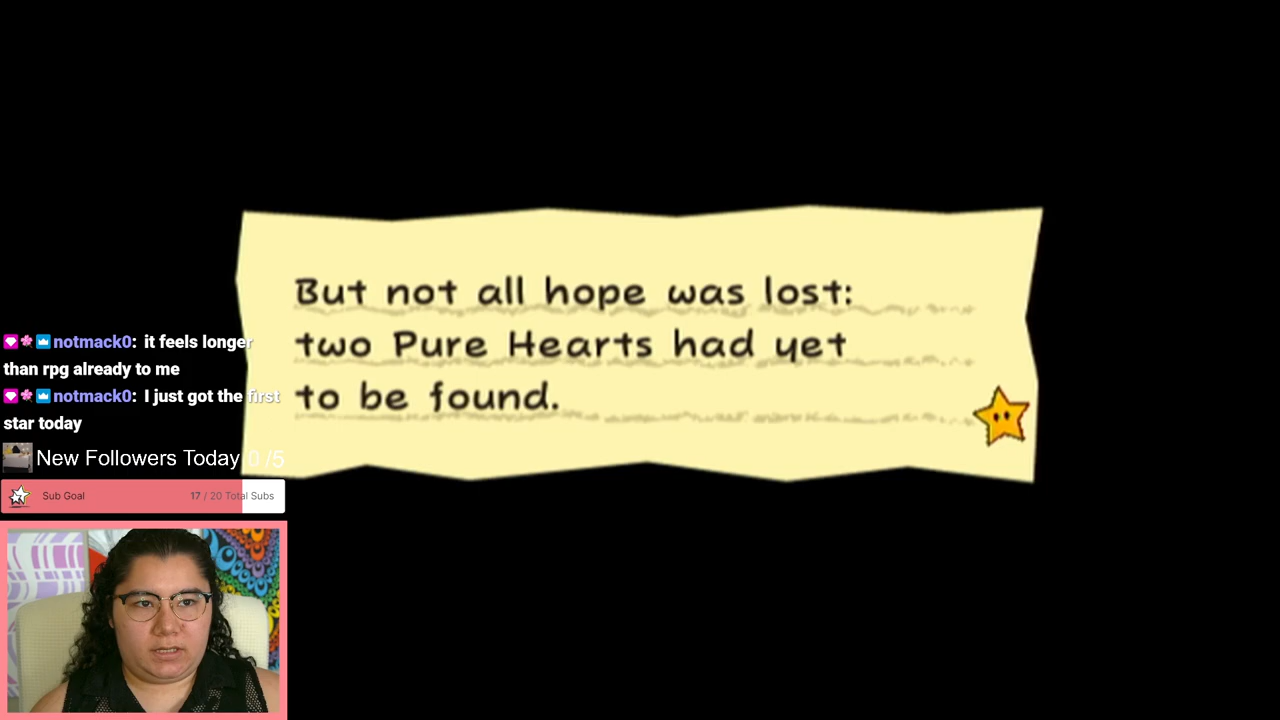 But not all hope was lost:
two Pure Hearts had yet
to be found.
notmack0: it feels longer
than rpg already to me
notmack0: I just got the first
star today
New Followers Today 0/5
Sub Goal 17 / 20 Total Subs